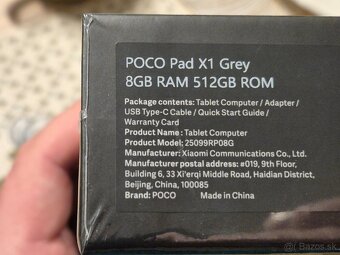 POCO Pad X1 Grey
8GB RAM 512GB ROM
Package contents: Tablet Computer / Adapter /
USB Type-C Cable / Quick Start Guide /
Warranty Card
Product Name: Tablet Computer
Product Model: 25099RP08G
Manufacturer: Xiaomi Communications Co., Ltd.
Manufacturer postal address: #019, 9th Floor,
Building 6, 33 Xi'erqi Middle Road, Haidian District,
Beijing, China, 100085
Brand: POCO Made in China
Bazos.sk